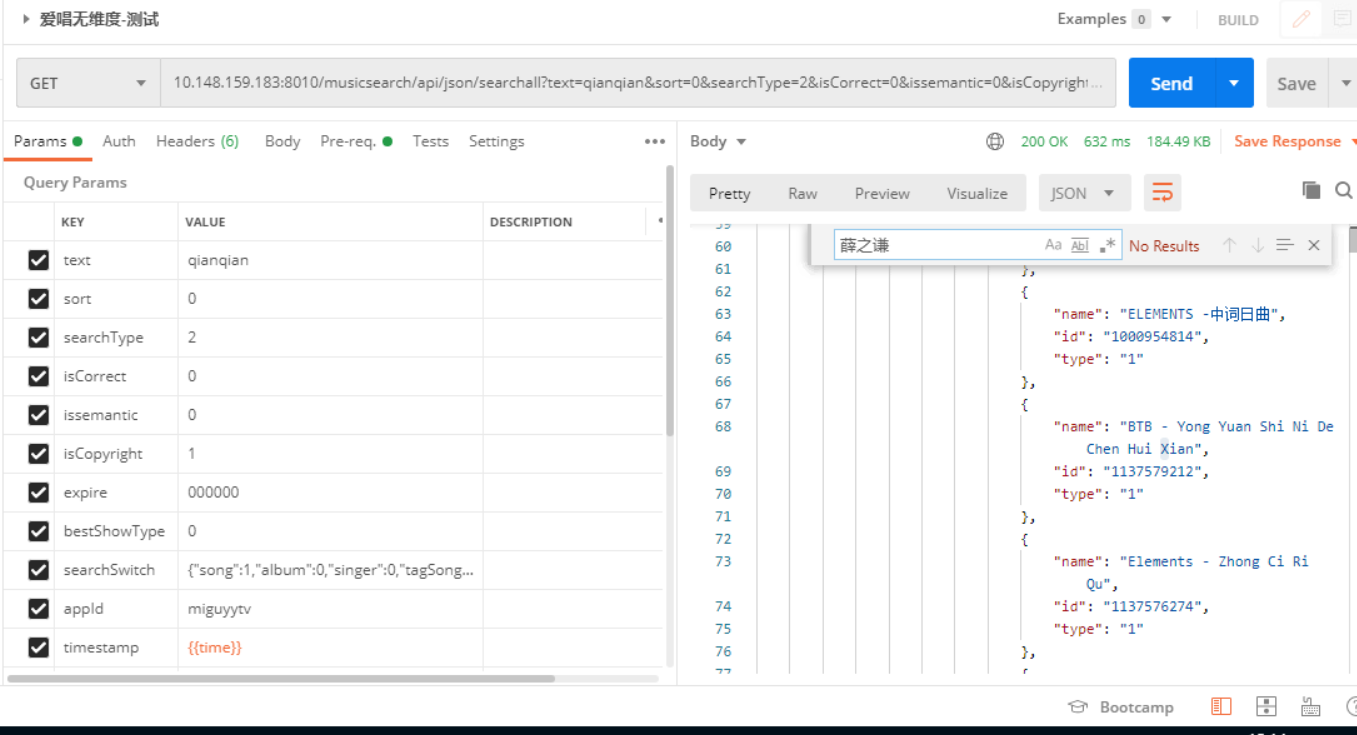 爱唱无维度-测试
Examples 0
BUILD
GET
10.148.159.183:8010/musicsearch/api/json/searchall?text=qianqian&sort=0&searchType=2&isCorrect=0&issemantic=0&isCopyright...
Send
Save
Params Auth Headers (6) Body Pre-req. Tests Settings
Body
200 OK 632 ms 184.49 KB Save Response
Query Params
Pretty Raw Preview Visualize JSON
KEY VALUE DESCRIPTION
text qianqian
sort 0
searchType 2
isCorrect 0
issemantic 0
isCopyright 1
expire 000000
bestShowType 0
searchSwitch {"song":1,"album":0,"singer":0,"tagSong...
appId miguyytv
timestamp {{time}}
薛之谦 Aa Abl .* No Results
59
60
61 },
62 {
63 "name": "ELEMENTS -中词日曲",
64 "id": "1000954814",
65 "type": "1"
66 },
67 {
68 "name": "BTB - Yong Yuan Shi Ni De
Chen Hui Xian",
69 "id": "1137579212",
70 "type": "1"
71 },
72 {
73 "name": "Elements - Zhong Ci Ri
Qu",
74 "id": "1137576274",
75 "type": "1"
76 },
77 {
Bootcamp